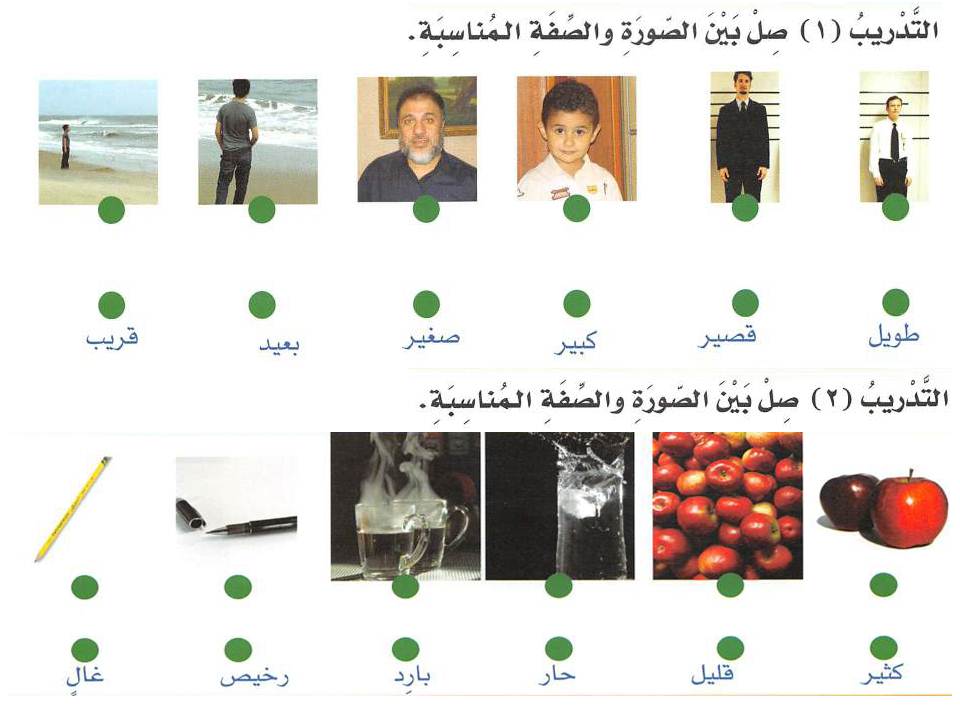 التَّدْريبُ (١) صِلْ بَيْنَ الصّورَةِ والصِّفَةِ المُناسِبَةِ.
طويل قصير كبير صغير بعيد قريب
التَّدْريبُ (٢) صِلْ بَيْنَ الصّورَةِ والصِّفَةِ المُناسِبَةِ.
كثير قليل حار بارِد رخيص غالٍ